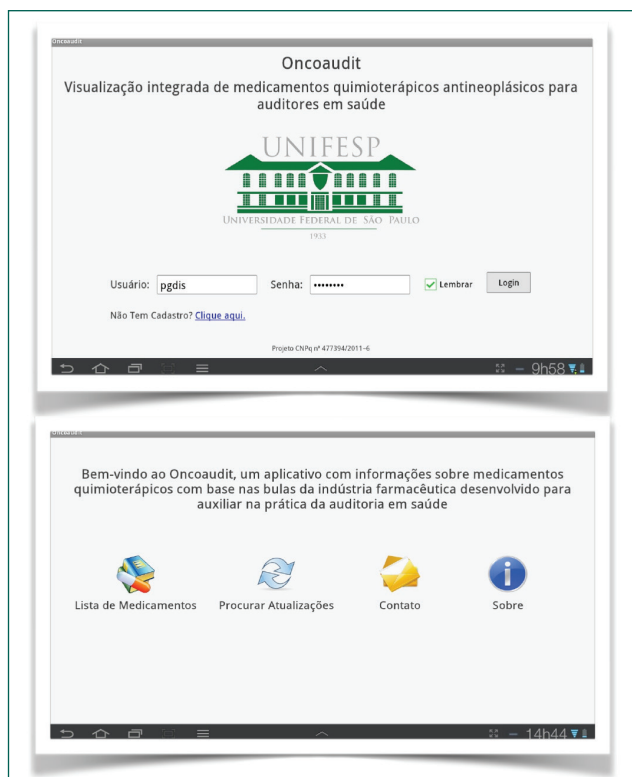 Oncoaudit
Oncoaudit
Visualização integrada de medicamentos quimioterápicos antineoplásicos para
auditores em saúde
UNIFESP
UNIVERSIDADE FEDERAL DE SÃO PAULO
1933
Usuário: pgdis Senha: •••••••• Lembrar Login
Não Tem Cadastro? Clique aqui.
Projeto CNPq nº 477394/2011-6
9h58
Oncoaudit
Bem-vindo ao Oncoaudit, um aplicativo com informações sobre medicamentos
quimioterápicos com base nas bulas da indústria farmacêutica desenvolvido para
auxiliar na prática da auditoria em saúde
Lista de Medicamentos Procurar Atualizações Contato Sobre
14h44